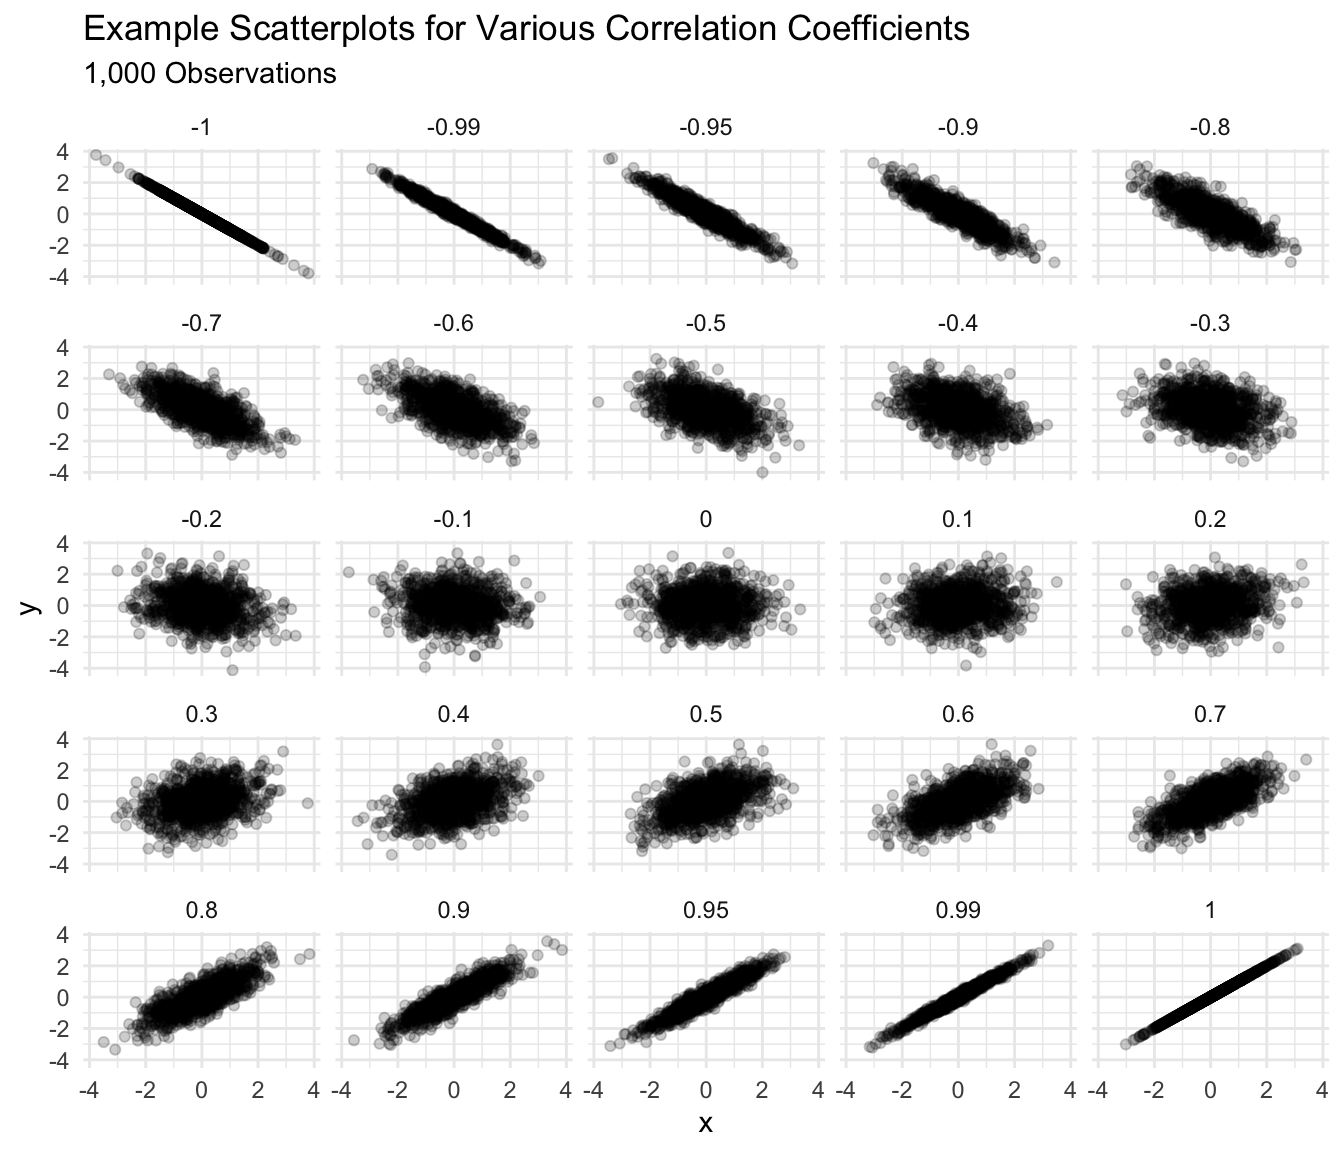 Example Scatterplots for Various Correlation Coefficients
1,000 Observations
-1 -0.99 -0.95 -0.9 -0.8
4
2
0
-2
-4
-0.7 -0.6 -0.5 -0.4 -0.3
4
2
0
-2
-4
-0.2 -0.1 0 0.1 0.2
4
2
0
-2
-4
y
0.3 0.4 0.5 0.6 0.7
4
2
0
-2
-4
0.8 0.9 0.95 0.99 1
4
2
0
-2
-4
-4 -2 0 2 4 -4 -2 0 2 4 -4 -2 0 2 4 -4 -2 0 2 4 -4 -2 0 2 4
x